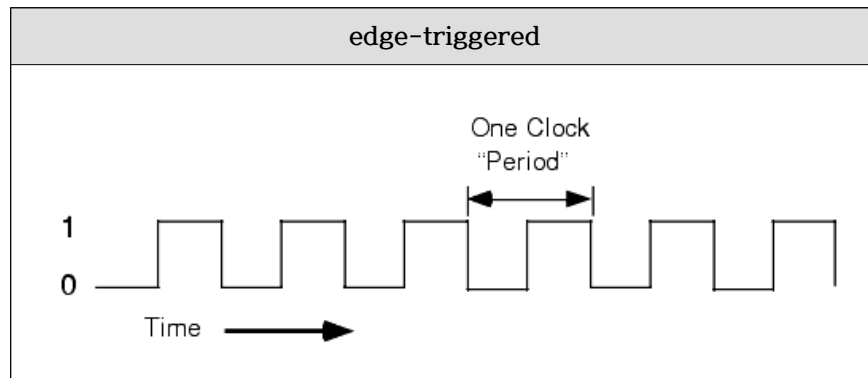 edge-triggered
One Clock
“Period”
1
0
Time